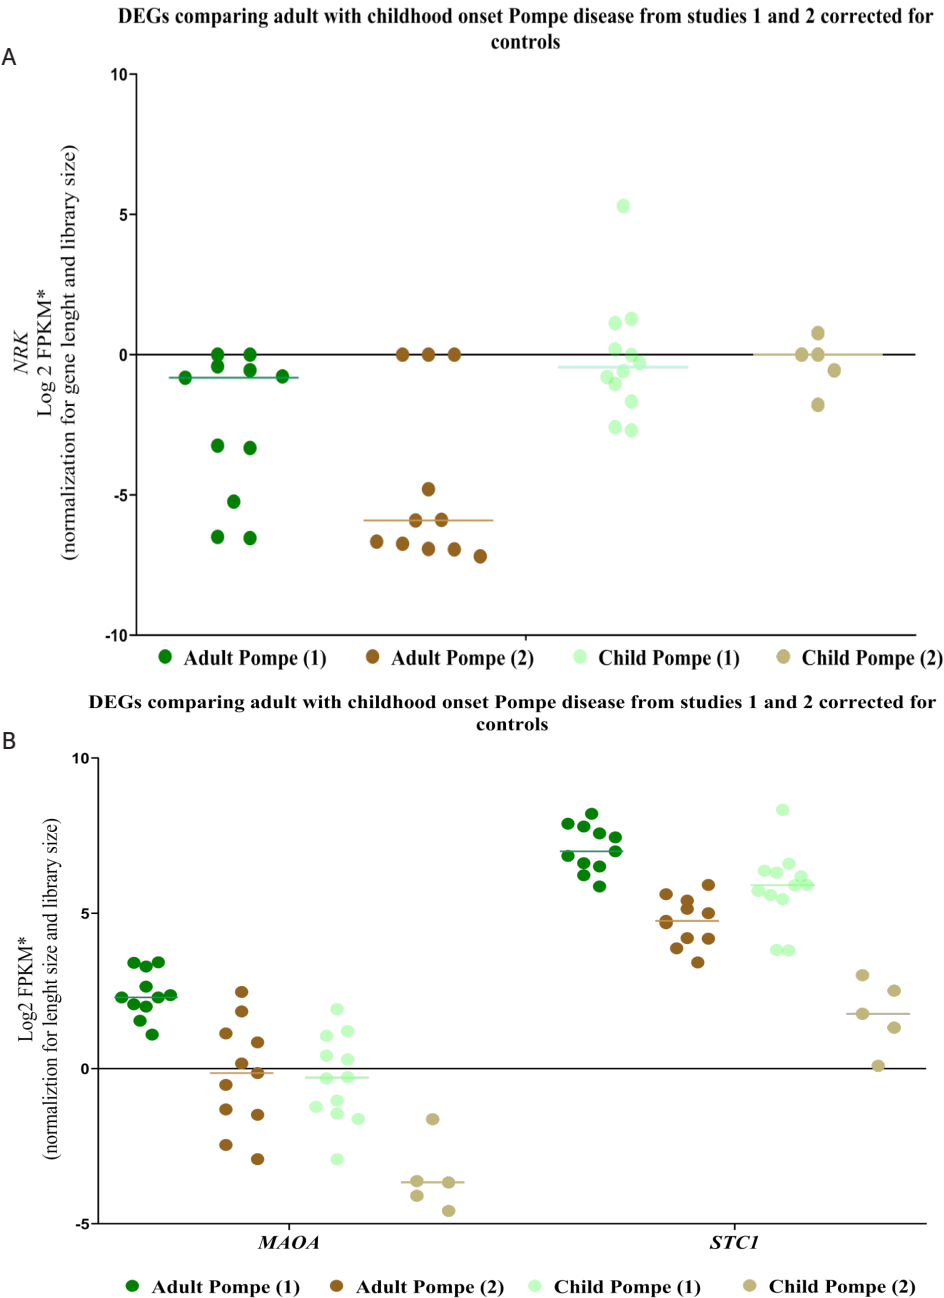 DEGs comparing adult with childhood onset Pompe disease from studies 1 and 2 corrected for
controls
A
10
5
0
-5
-10
NRK
Log 2 FPKM*
(normalization for gene lenght and library size)
Adult Pompe (1)
Adult Pompe (2)
Child Pompe (1)
Child Pompe (2)
DEGs comparing adult with childhood onset Pompe disease from studies 1 and 2 corrected for
controls
B
10
5
0
-5
Log2 FPKM*
(normaliztion for lenght size and library size)
MAOA
STC1
Adult Pompe (1)
Adult Pompe (2)
Child Pompe (1)
Child Pompe (2)